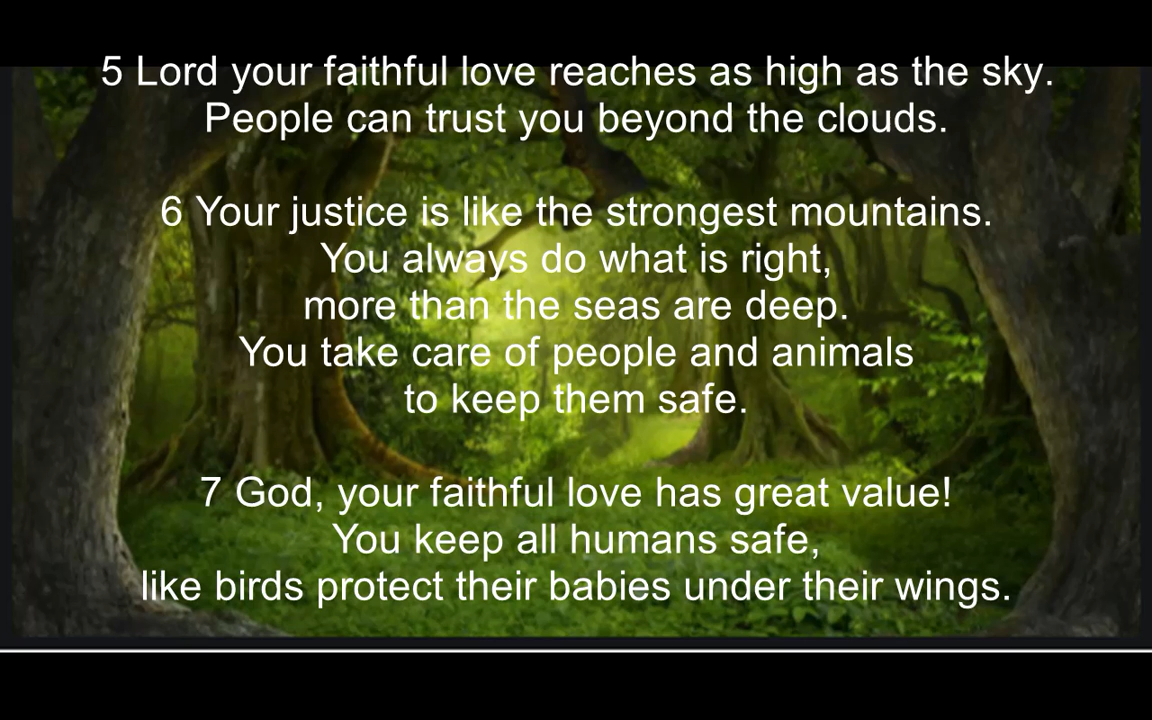 5 Lord your faithful love reaches as high as the sky.
People can trust you beyond the clouds.
6 Your justice is like the strongest mountains.
You always do what is right,
more than the seas are deep.
You take care of people and animals
to keep them safe.
7 God, your faithful love has great value!
You keep all humans safe,
like birds protect their babies under their wings.